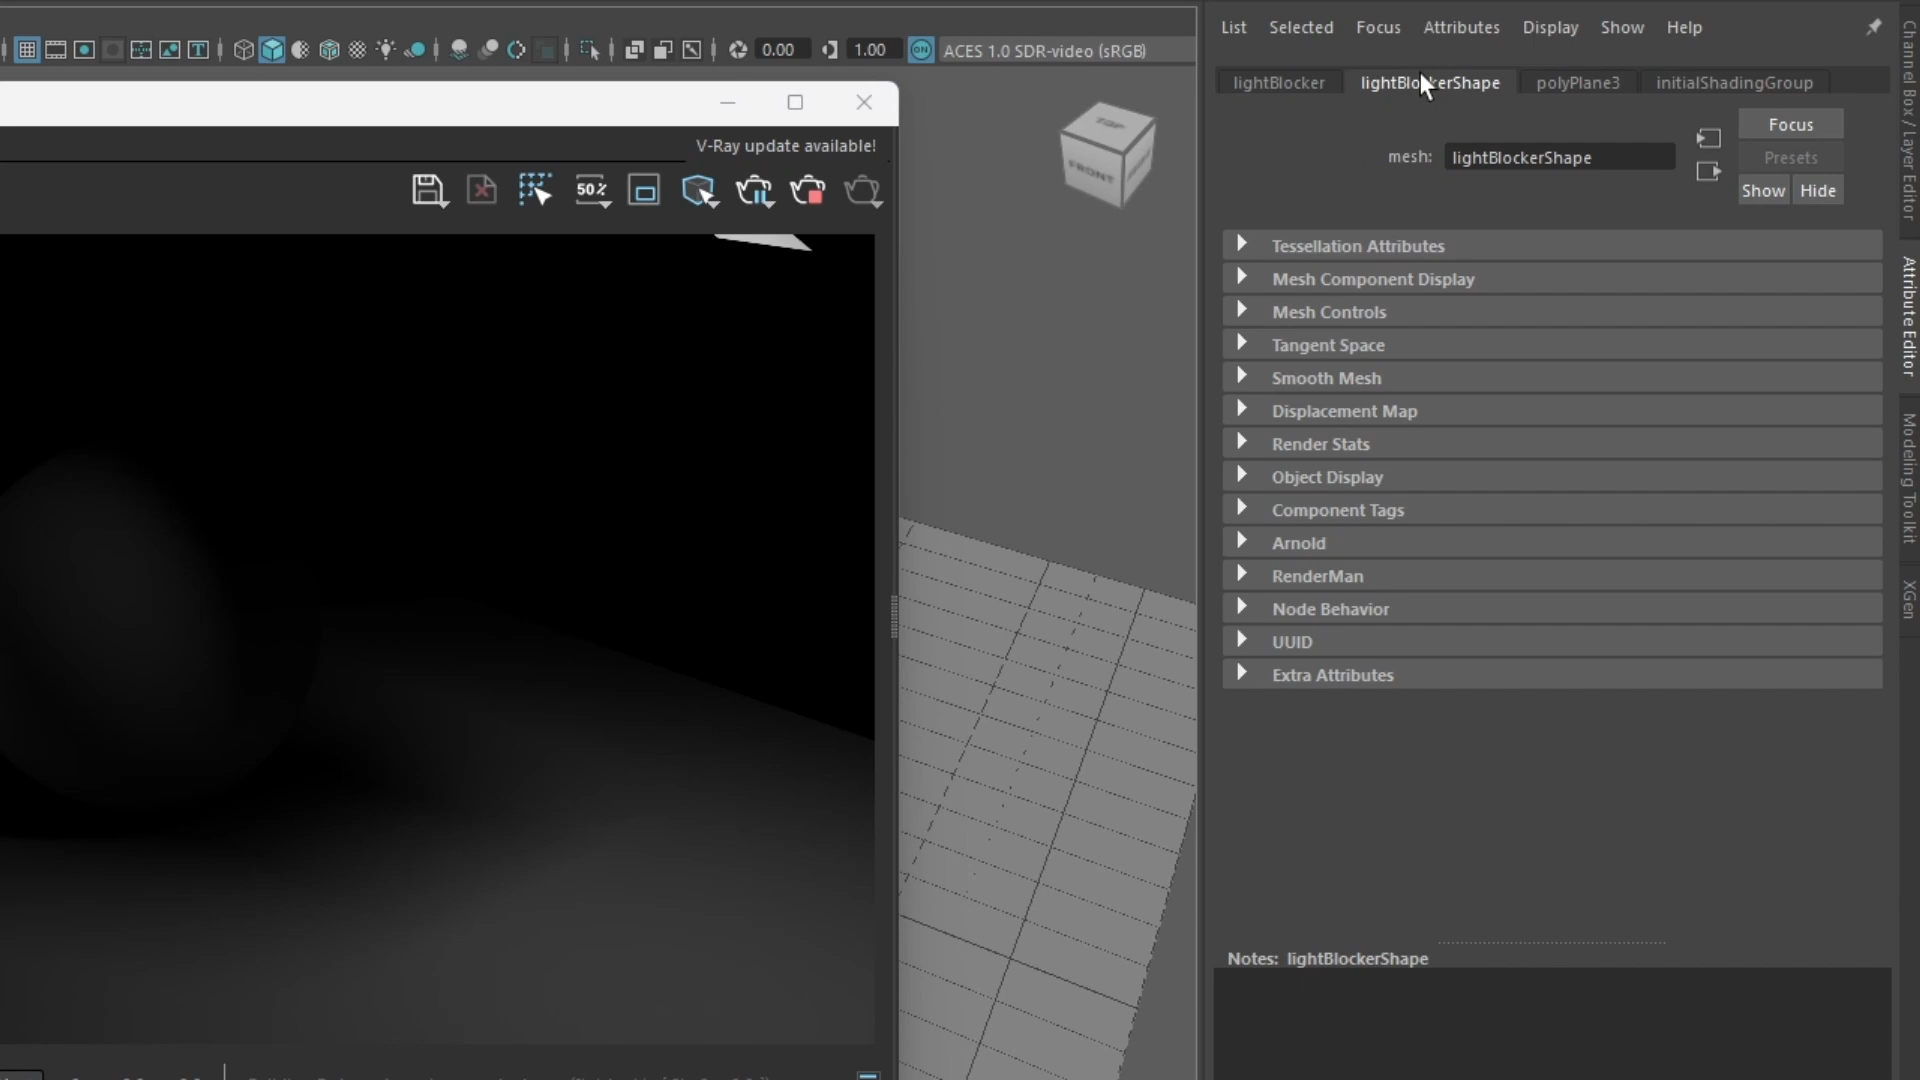 List Selected Focus Attributes Display Show Help
0.00 1.00 ON ACES 1.0 SDR-video (sRGB)
lightBlocker lightBlockerShape polyPlane3 initialShadingGroup
TOP
FRONT
V-Ray update available!
50%
mesh: lightBlockerShape
Focus
Presets
Show Hide
Tessellation Attributes
Mesh Component Display
Mesh Controls
Tangent Space
Smooth Mesh
Displacement Map
Render Stats
Object Display
Component Tags
Arnold
RenderMan
Node Behavior
UUID
Extra Attributes
Notes: lightBlockerShape
Channel Box / Layer Editor
Attribute Editor
Modeling Toolkit
XGen